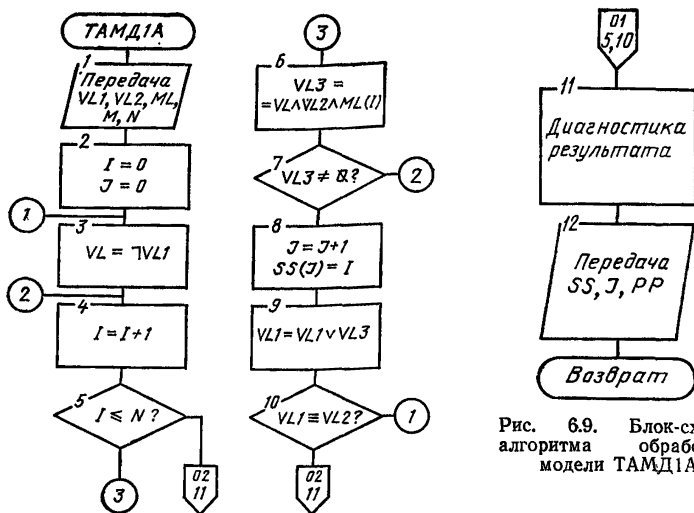 ТАМД1А
1
Передача
VL1, VL2, ML,
M, N
2
I = 0
J = 0
1
3
VL = ¬VL1
2
4
I = I+1
5
I ≤ N ?
3
02
11
3
6
VL3 =
=VL∧VL2∧ML(I)
7
VL3 ≠ 0?
2
8
J = J+1
SS(J) = I
9
VL1=VL1∨VL3
10
VL1≡VL2?
1
02
11
01
5,10
11
Диагностика
результата
12
Передача
SS, J, PP
Возврат
Рис. 6.9. Блок-сх
алгоритма обрабо
модели ТАМД1А